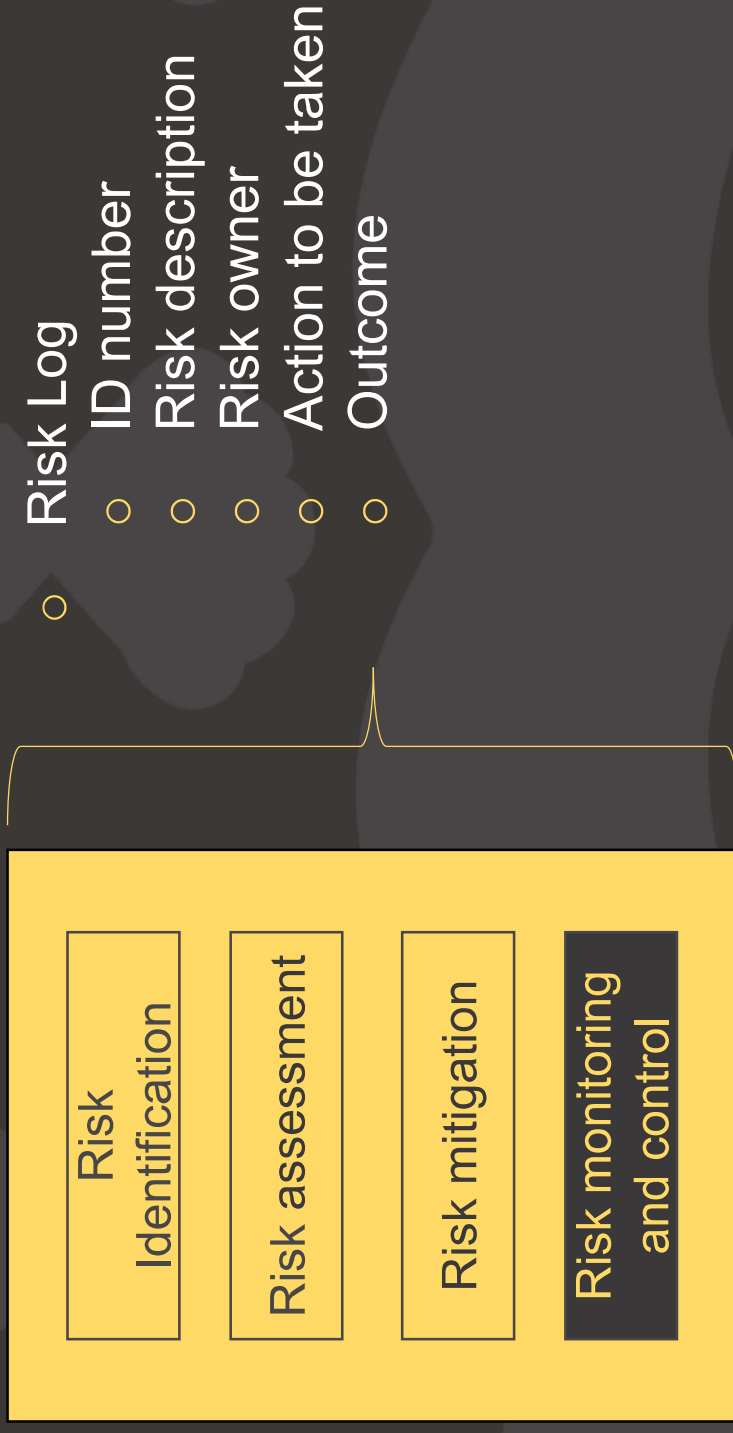 Risk
Identification
Risk assessment
Risk mitigation
Risk monitoring
and control
Risk Log
ID number
Risk description
Risk owner
Action to be taken
Outcome